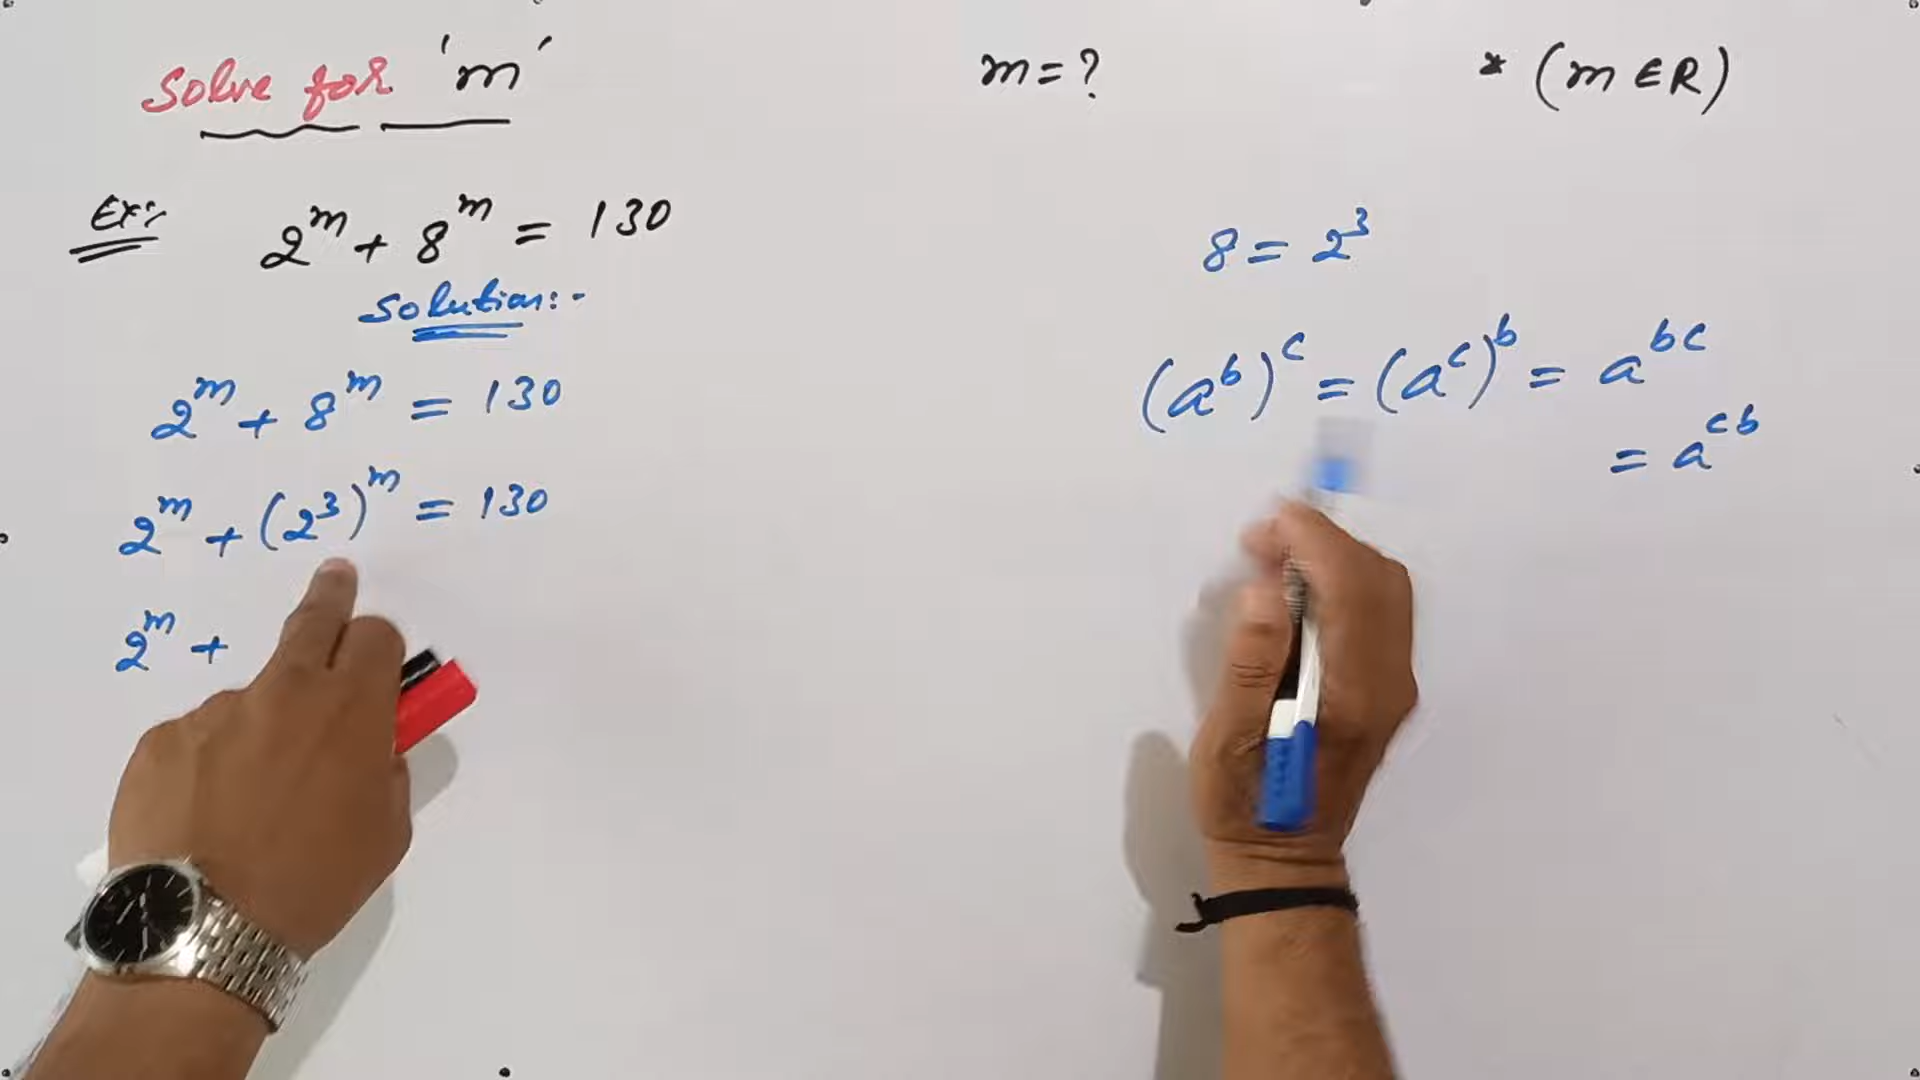 Solve for 'm'
m = ?
* (m ∈ R)
Ex:
2^m + 8^m = 130
Solution:-
2^m + 8^m = 130
2^m + (2^3)^m = 130
2^m +
8 = 2^3
(a^b)^c = (a^c)^b = a^bc
= a^cb